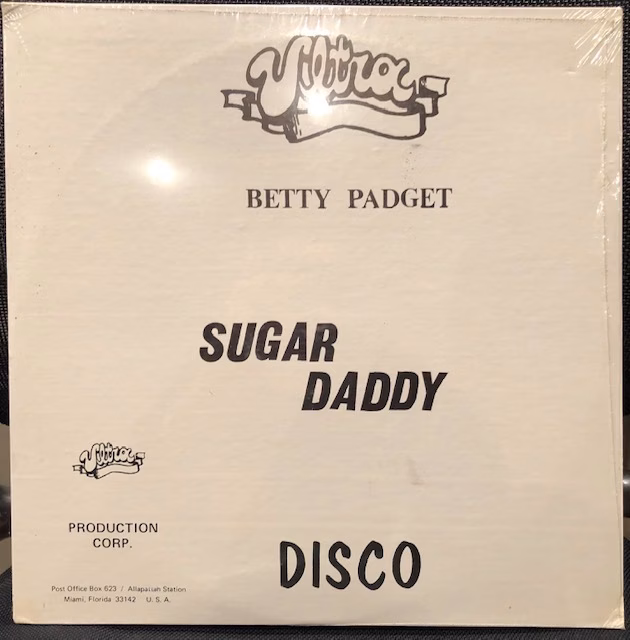 Ultra
BETTY PADGET
SUGAR
DADDY
Ultra
PRODUCTION
CORP.
DISCO
Post Office Box 623 / Allapattah Station
Miami, Florida 33142 U. S. A.